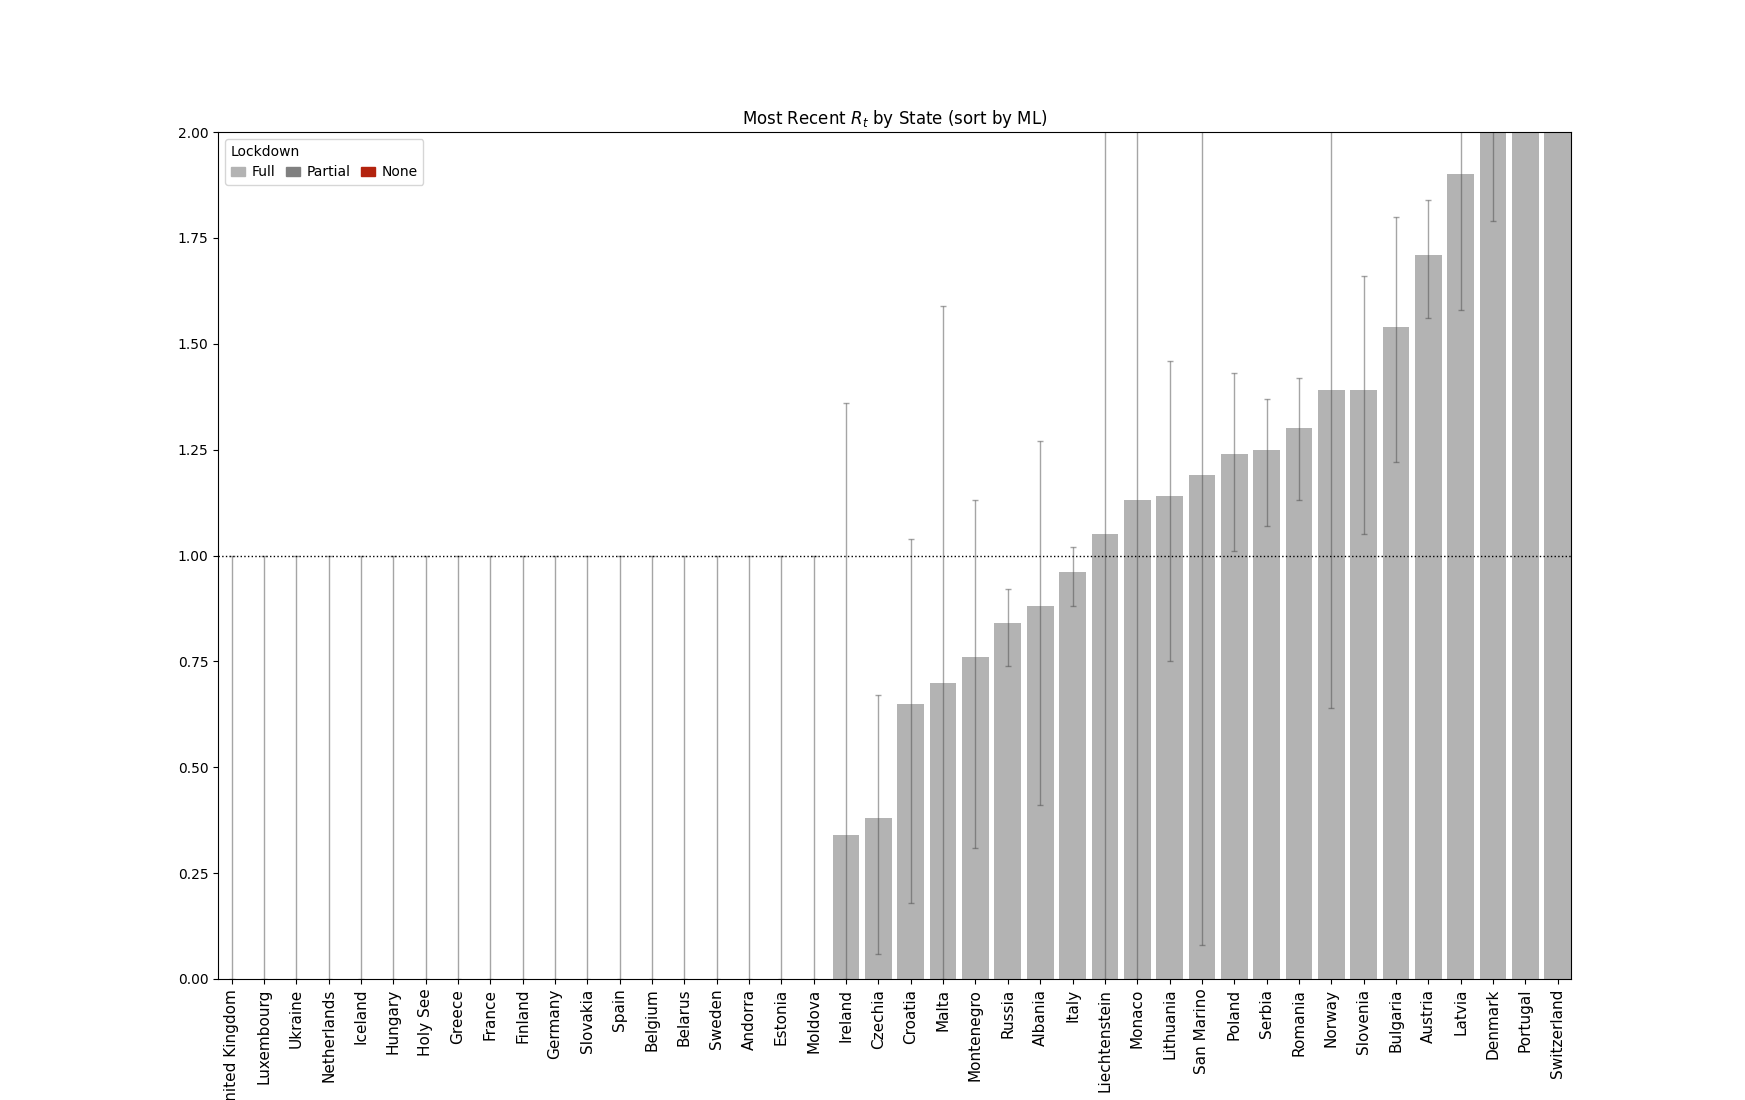 Most Recent Rt by State (sort by ML)
Lockdown
Full Partial None
2.00
1.75
1.50
1.25
1.00
0.75
0.50
0.25
0.00
nited Kingdom
Luxembourg
Ukraine
Netherlands
Iceland
Hungary
Holy See
Greece
France
Finland
Germany
Slovakia
Spain
Belgium
Belarus
Sweden
Andorra
Estonia
Moldova
Ireland
Czechia
Croatia
Malta
Montenegro
Russia
Albania
Italy
Liechtenstein
Monaco
Lithuania
San Marino
Poland
Serbia
Romania
Norway
Slovenia
Bulgaria
Austria
Latvia
Denmark
Portugal
Switzerland